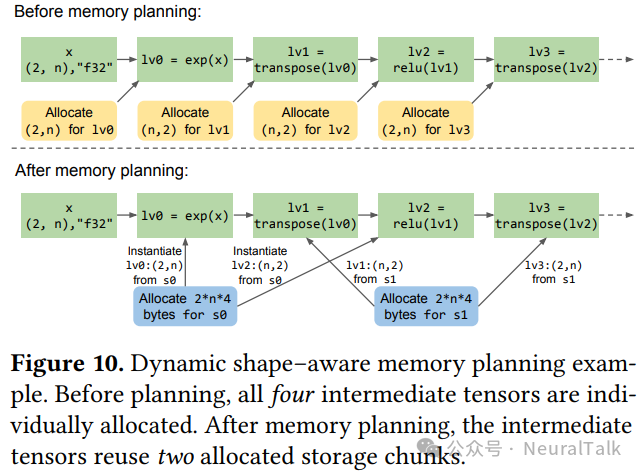 Before memory planning:
x
(2, n),"f32"
lv0 = exp(x)
lv1 =
transpose(lv0)
lv2 =
relu(lv1)
lv3 =
transpose(lv2)
Allocate
(2,n) for lv0
Allocate
(n,2) for lv1
Allocate
(n,2) for lv2
Allocate
(2,n) for lv3
After memory planning:
x
(2, n),"f32"
lv0 = exp(x)
lv1 =
transpose(lv0)
lv2 =
relu(lv1)
lv3 =
transpose(lv2)
Instantiate
lv0:(2,n)
from s0
Instantiate
lv2:(n,2)
from s0
lv1:(n,2)
from s1
lv3:(2,n)
from s1
Allocate 2*n*4
bytes for s0
Allocate 2*n*4
bytes for s1
Figure 10. Dynamic shape–aware memory planning exam-
ple. Before planning, all four intermediate tensors are indi-
vidually allocated. After memory planning, the intermediate
tensors reuse two allocated storage chunks.
公众号 · NeuralTalk